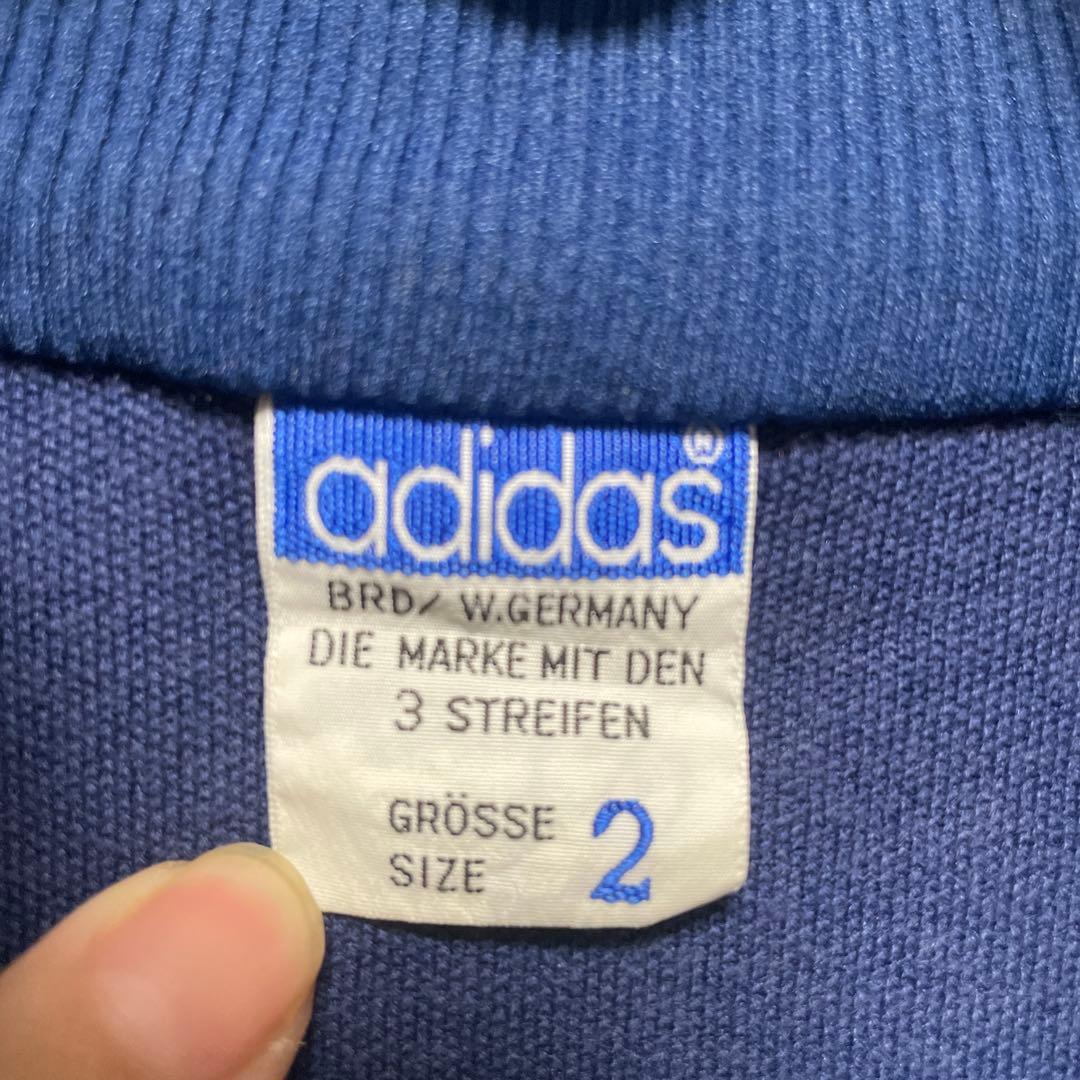 adidas®
BRD/ W.GERMANY
DIE MARKE MIT DEN
3 STREIFEN
GRÖSSE
SIZE 2